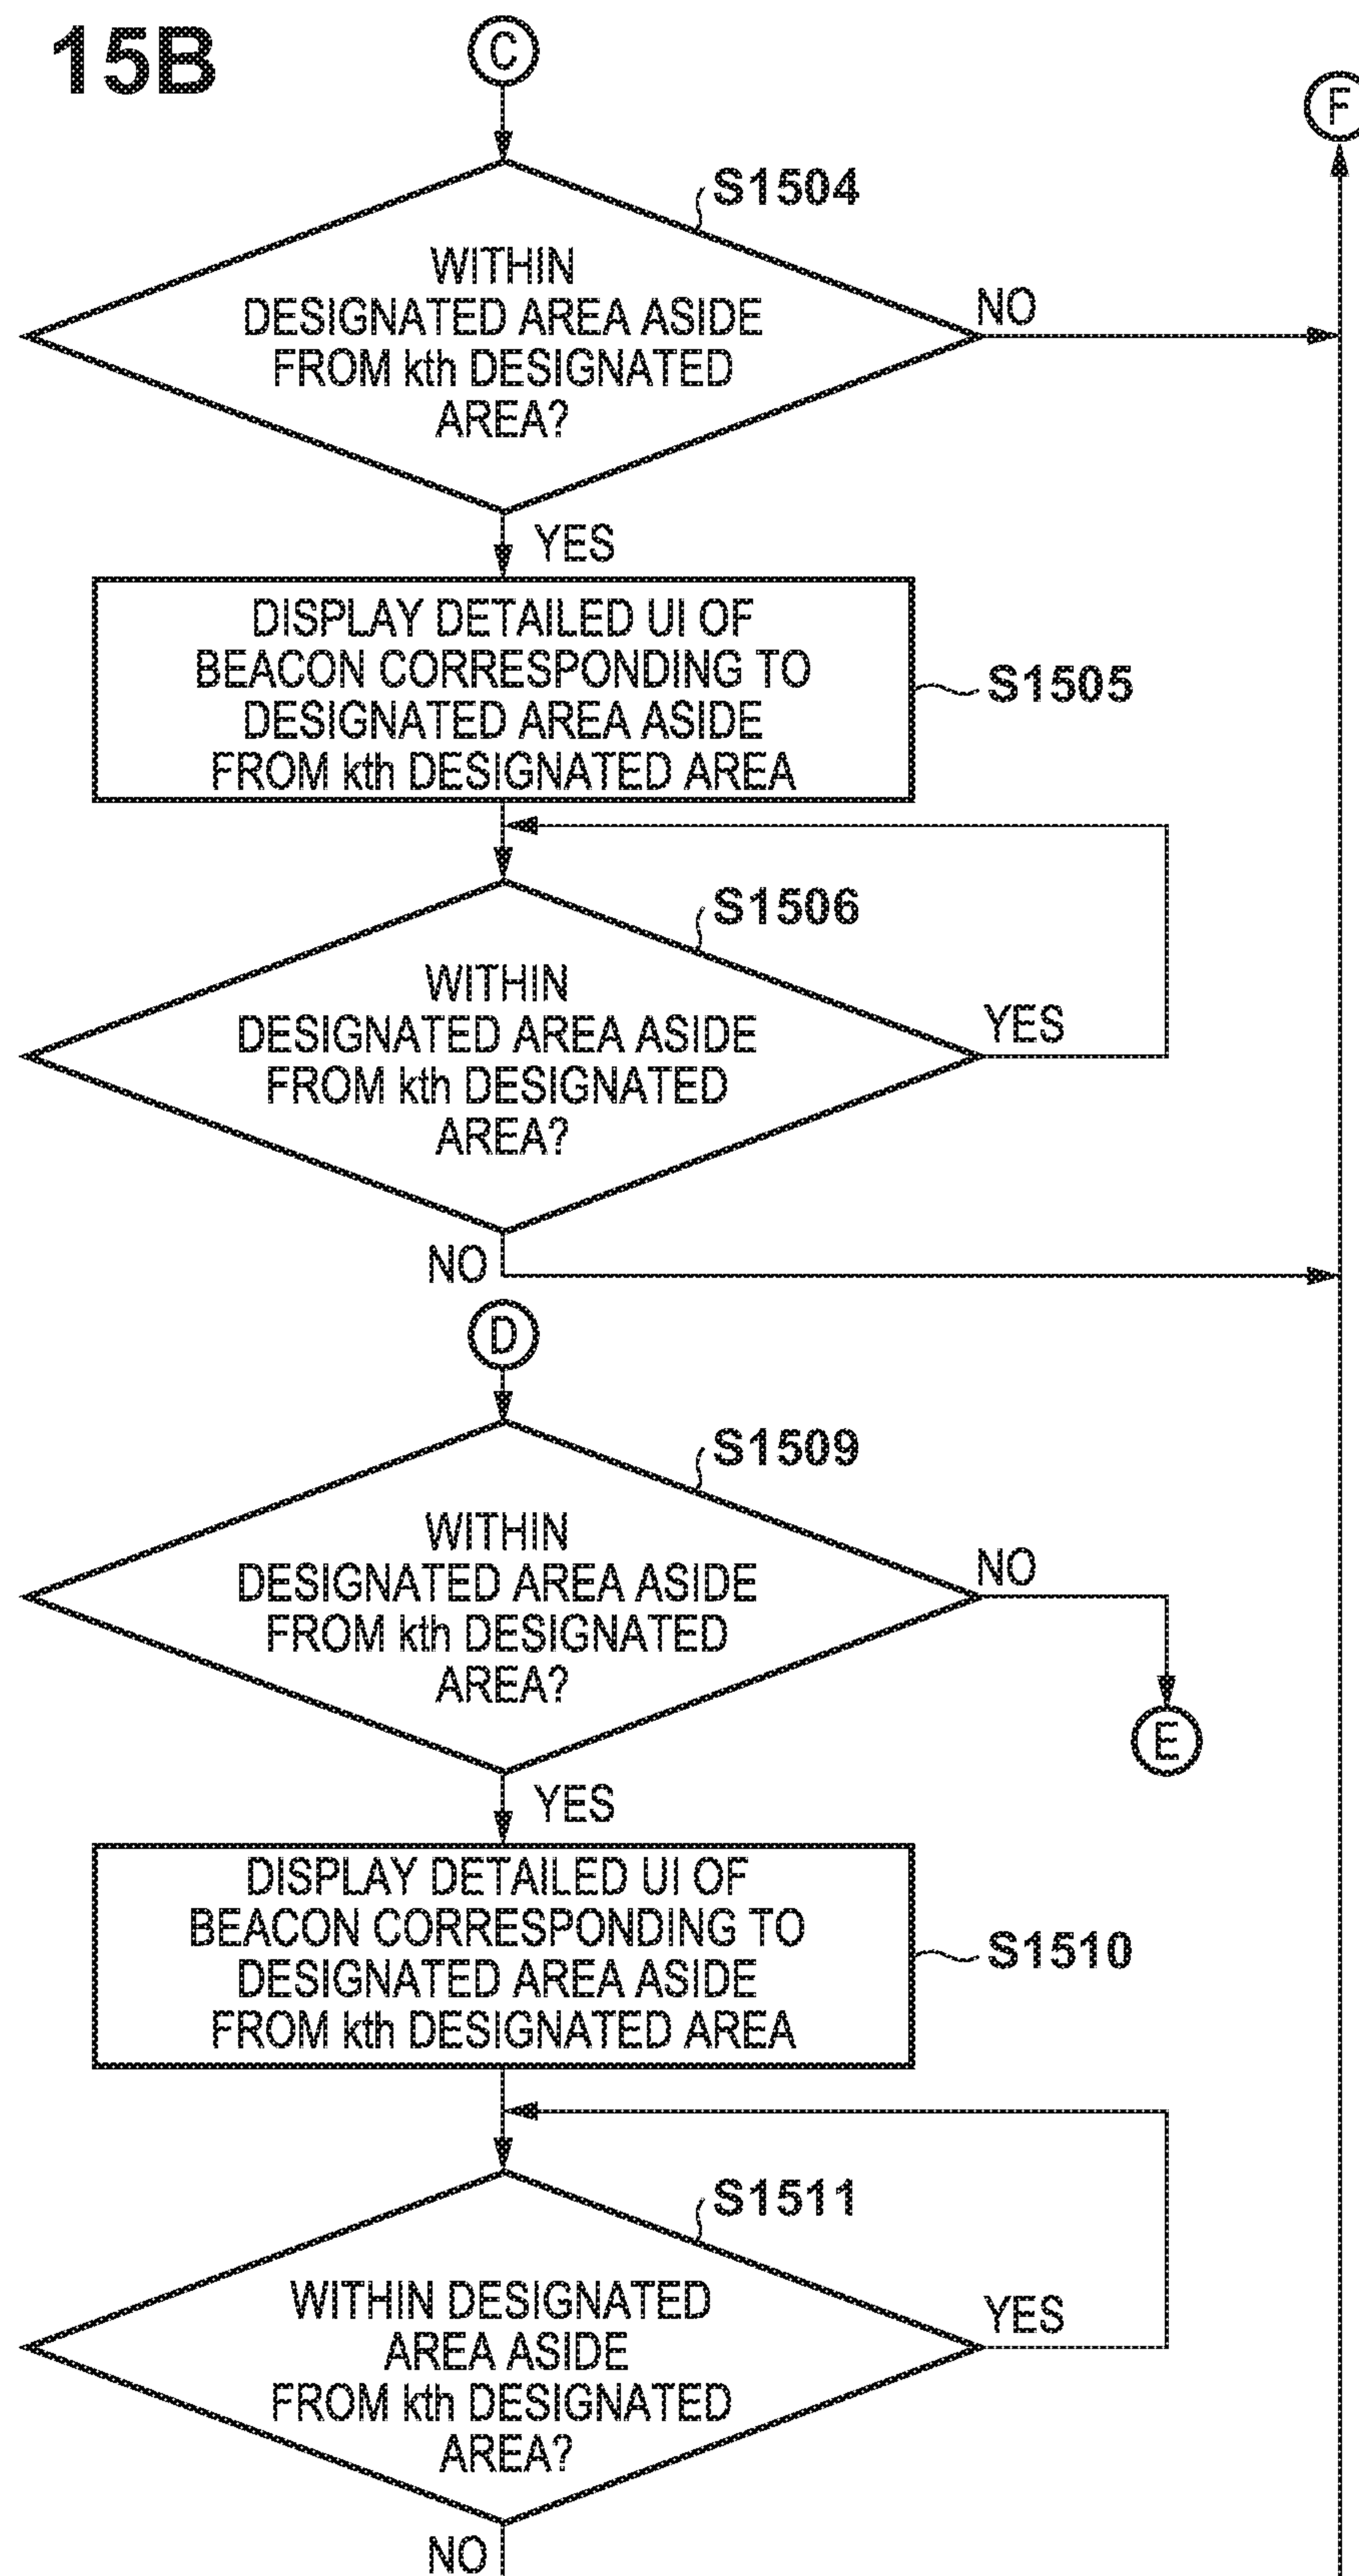 15B
C
F
S1504
WITHIN
DESIGNATED AREA ASIDE
FROM kth DESIGNATED
AREA?
NO
YES
DISPLAY DETAILED UI OF
BEACON CORRESPONDING TO
DESIGNATED AREA ASIDE
FROM kth DESIGNATED AREA
S1505
S1506
WITHIN
DESIGNATED AREA ASIDE
FROM kth DESIGNATED
AREA?
YES
NO
D
S1509
WITHIN
DESIGNATED AREA ASIDE
FROM kth DESIGNATED
AREA?
NO
E
YES
DISPLAY DETAILED UI OF
BEACON CORRESPONDING TO
DESIGNATED AREA ASIDE
FROM kth DESIGNATED AREA
S1510
S1511
WITHIN DESIGNATED
AREA ASIDE
FROM kth DESIGNATED
AREA?
YES
NO